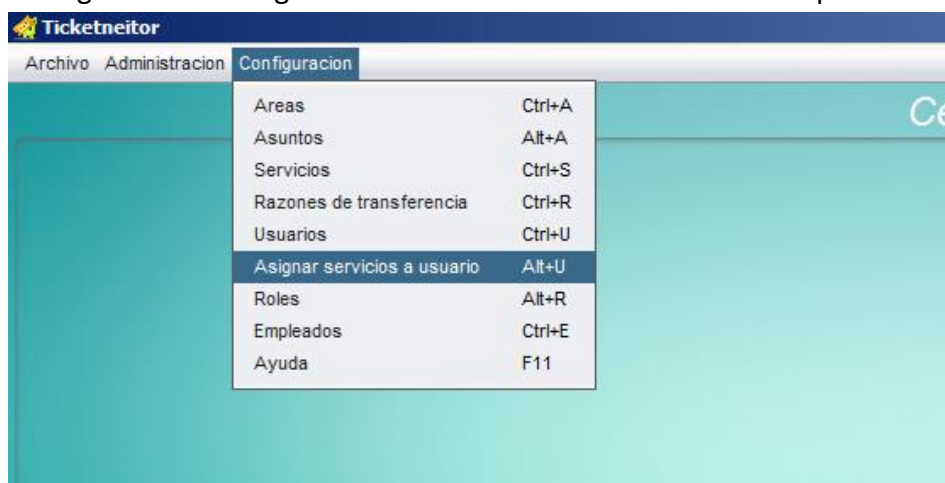 Ticketneitor
Archivo Administracion Configuracion
Areas Ctrl+A
Asuntos Alt+A
Servicios Ctrl+S
Razones de transferencia Ctrl+R
Usuarios Ctrl+U
Asignar servicios a usuario Alt+U
Roles Alt+R
Empleados Ctrl+E
Ayuda F11
Ce